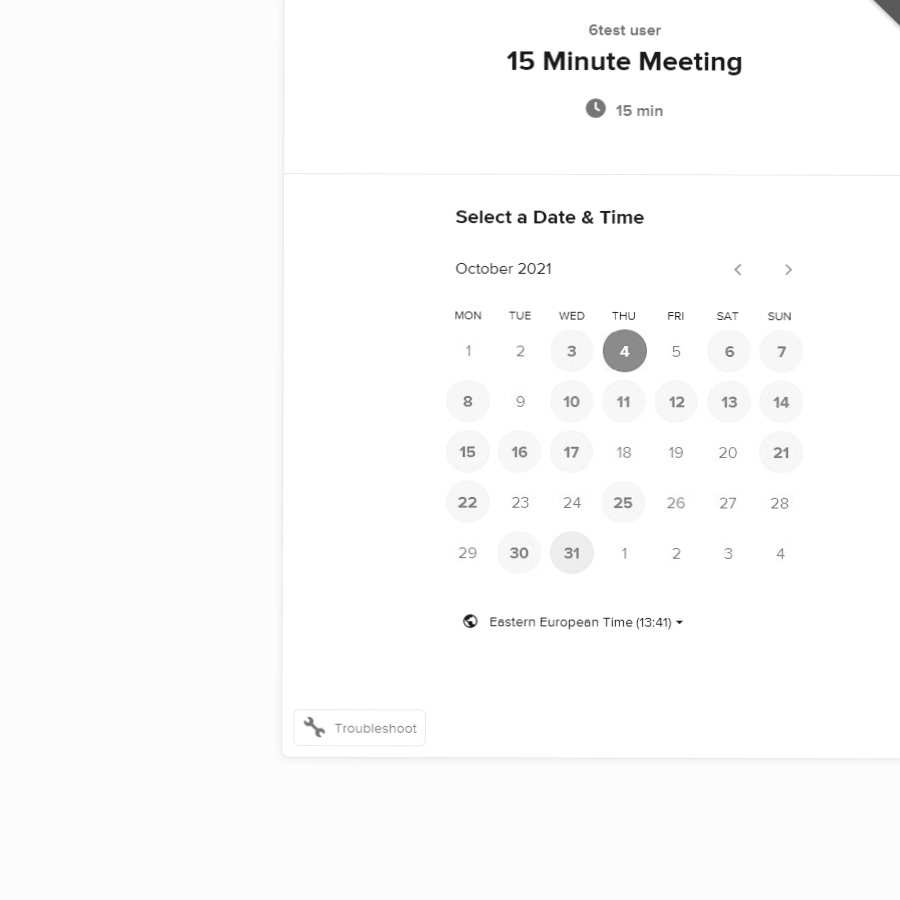 6test user
15 Minute Meeting
15 min
Select a Date & Time
October 2021
MON TUE WED THU FRI SAT SUN
1 2 3 4 5 6 7
8 9 10 11 12 13 14
15 16 17 18 19 20 21
22 23 24 25 26 27 28
29 30 31 1 2 3 4
Eastern European Time (13:41)
Troubleshoot